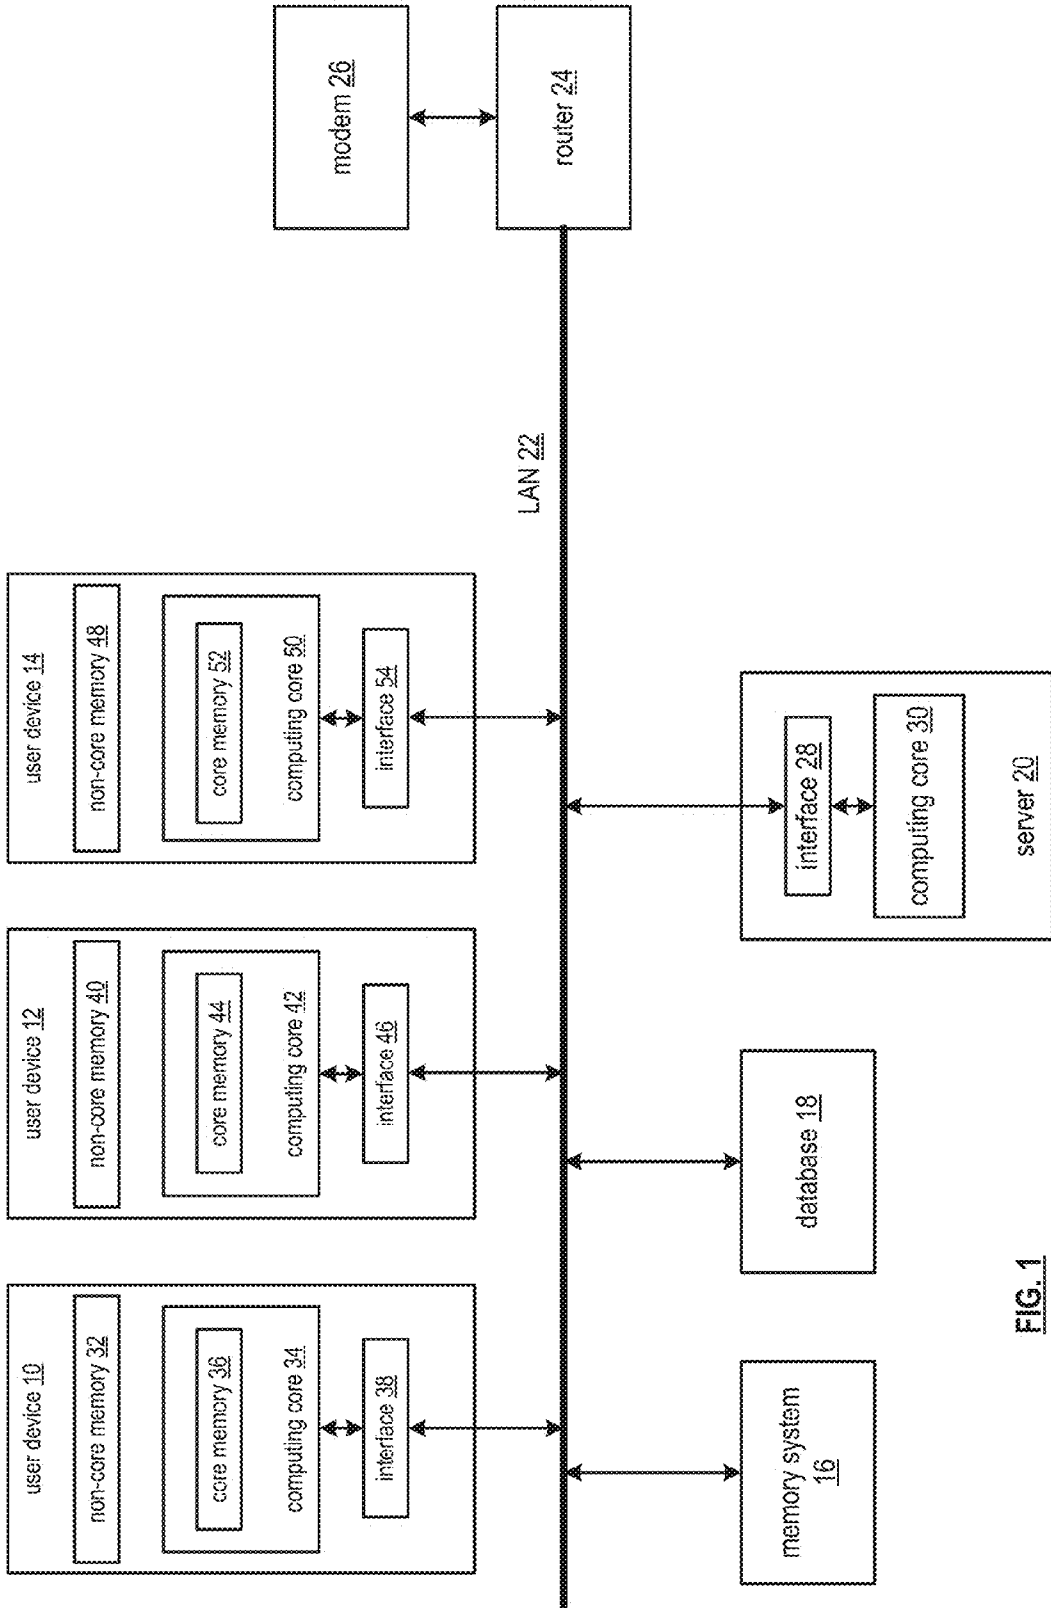 user device 10
non-core memory 32
core memory 36
computing core 34
interface 38
user device 12
non-core memory 40
core memory 44
computing core 42
interface 46
user device 14
non-core memory 48
core memory 52
computing core 50
interface 54
modem 26
router 24
LAN 22
memory system
16
database 18
interface 28
computing core 30
server 20
FIG. 1